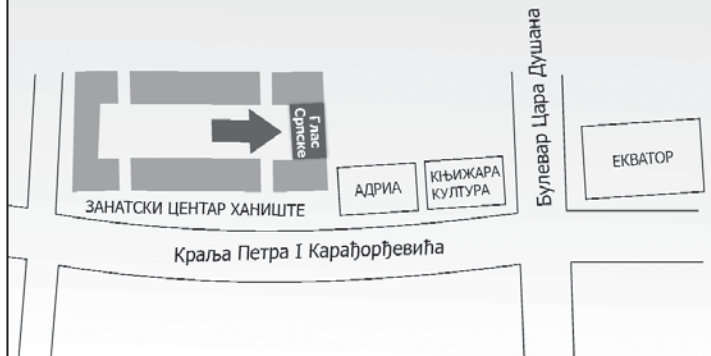 Булевар Цара Душана
Глас
Српске
ЕКВАТОР
АДРИА
КЊИЖАРА
КУЛТУРА
ЗАНАТСКИ ЦЕНТАР ХАНИШТЕ
Краља Петра I Карађорђевића